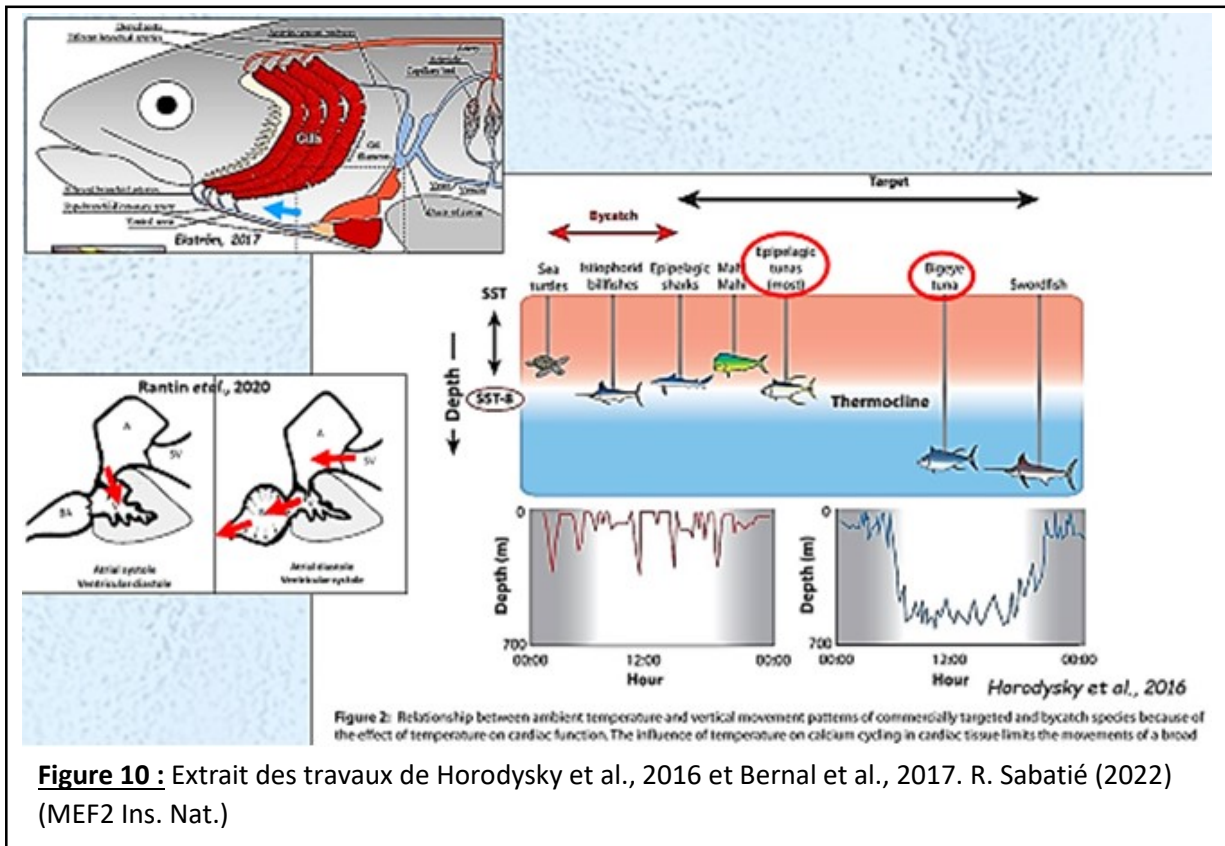 Gills
Gill
filaments
Ekström, 2017
Target
Bycatch
Sea
turtles
Istiophorid
billfishes
Epipelagic
sharks
Mahi
Mahi
Epipelagic
tunas
(most)
Bigeye
tuna
Swordfish
SST
Depth
SST-8
Thermocline
Rantin et al., 2020
A
SV
Atrial systole
Ventricular diastole
A
SV
Atrial diastole
Ventricular systole
0
Depth (m)
700
00:00
12:00
00:00
Hour
0
Depth (m)
700
00:00
12:00
00:00
Hour
Horodysky et al., 2016
Figure 2: Relationship between ambient temperature and vertical movement patterns of commercially targeted and bycatch species because of
the effect of temperature on cardiac function. The influence of temperature on calcium cycling in cardiac tissue limits the movements of a broad
Figure 10 : Extrait des travaux de Horodysky et al., 2016 et Bernal et al., 2017. R. Sabatié (2022)
(MEF2 Ins. Nat.)